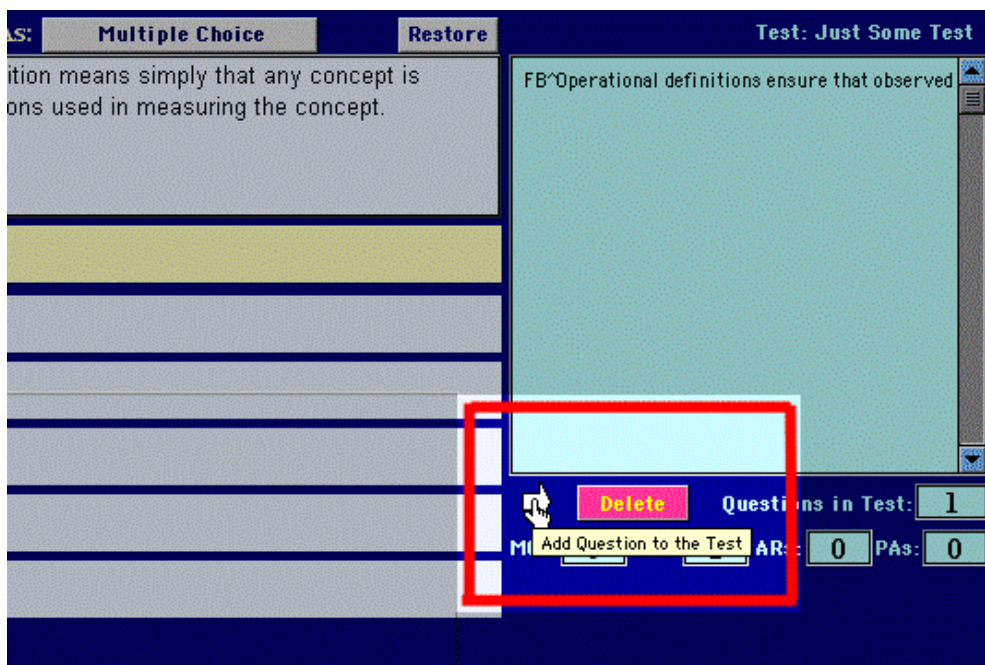 AS: Multiple Choice Restore Test: Just Some Test
ition means simply that any concept is
ons used in measuring the concept.
FB^Operational definitions ensure that observed
Delete Questions in Test: 1
Add Question to the Test
ARs: 0 PAs: 0